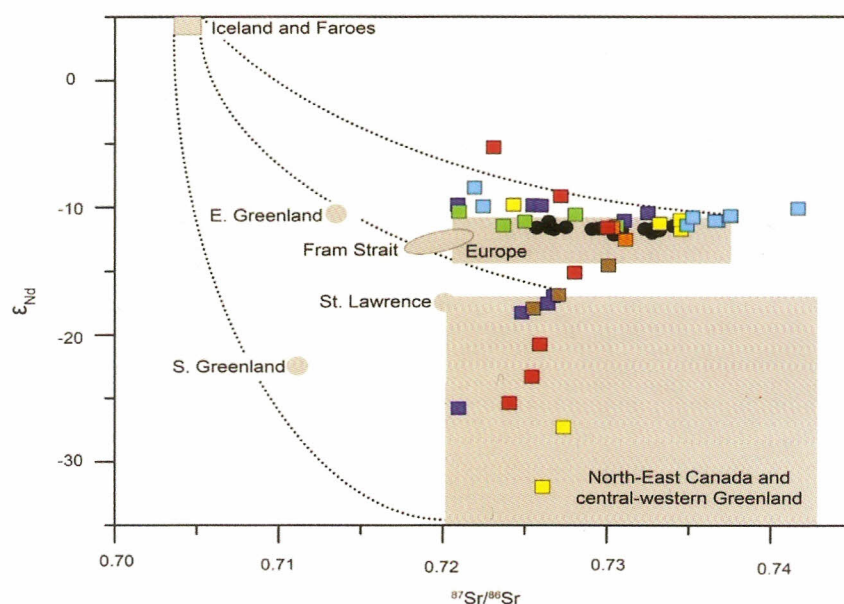 Iceland and Faroes
0
-10
E. Greenland
Fram Strait
Europe
St. Lawrence
εNd
-20
S. Greenland
-30
North-East Canada and
central-western Greenland
0.70
0.71
0.72
0.73
0.74
⁸⁷Sr/⁸⁶Sr